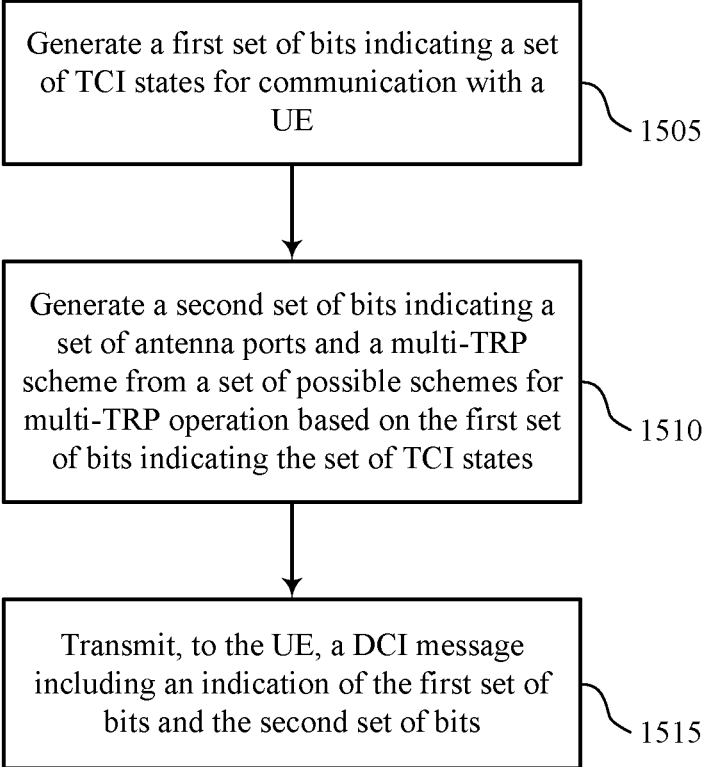 Generate a first set of bits indicating a set
of TCI states for communication with a
UE
1505
Generate a second set of bits indicating a
set of antenna ports and a multi-TRP
scheme from a set of possible schemes for
multi-TRP operation based on the first set
of bits indicating the set of TCI states
1510
Transmit, to the UE, a DCI message
including an indication of the first set of
bits and the second set of bits
1515